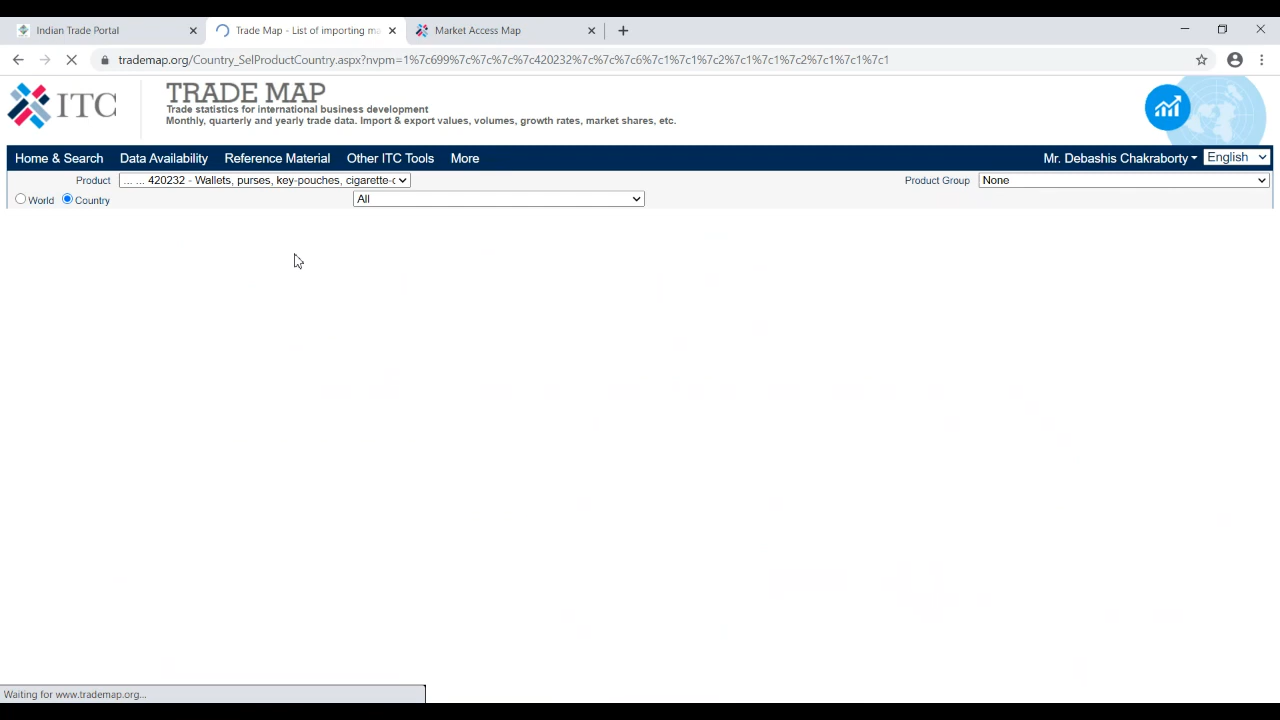 Indian Trade Portal
Trade Map - List of importing ma
Market Access Map
trademap.org/Country_SelProductCountry.aspx?nvpm=1%7c699%7c%7c%7c%7c420232%7c%7c%7c6%7c1%7c1%7c2%7c1%7c1%7c2%7c1%7c1%7c1%7c1
ITC
TRADE MAP
Trade statistics for international business development
Monthly, quarterly and yearly trade data. Import & export values, volumes, growth rates, market shares, etc.
Home & Search Data Availability Reference Material Other ITC Tools More Mr. Debashis Chakraborty English
Product ... ... 420232 - Wallets, purses, key-pouches, cigarette-c Product Group None
World Country All
Waiting for www.trademap.org...